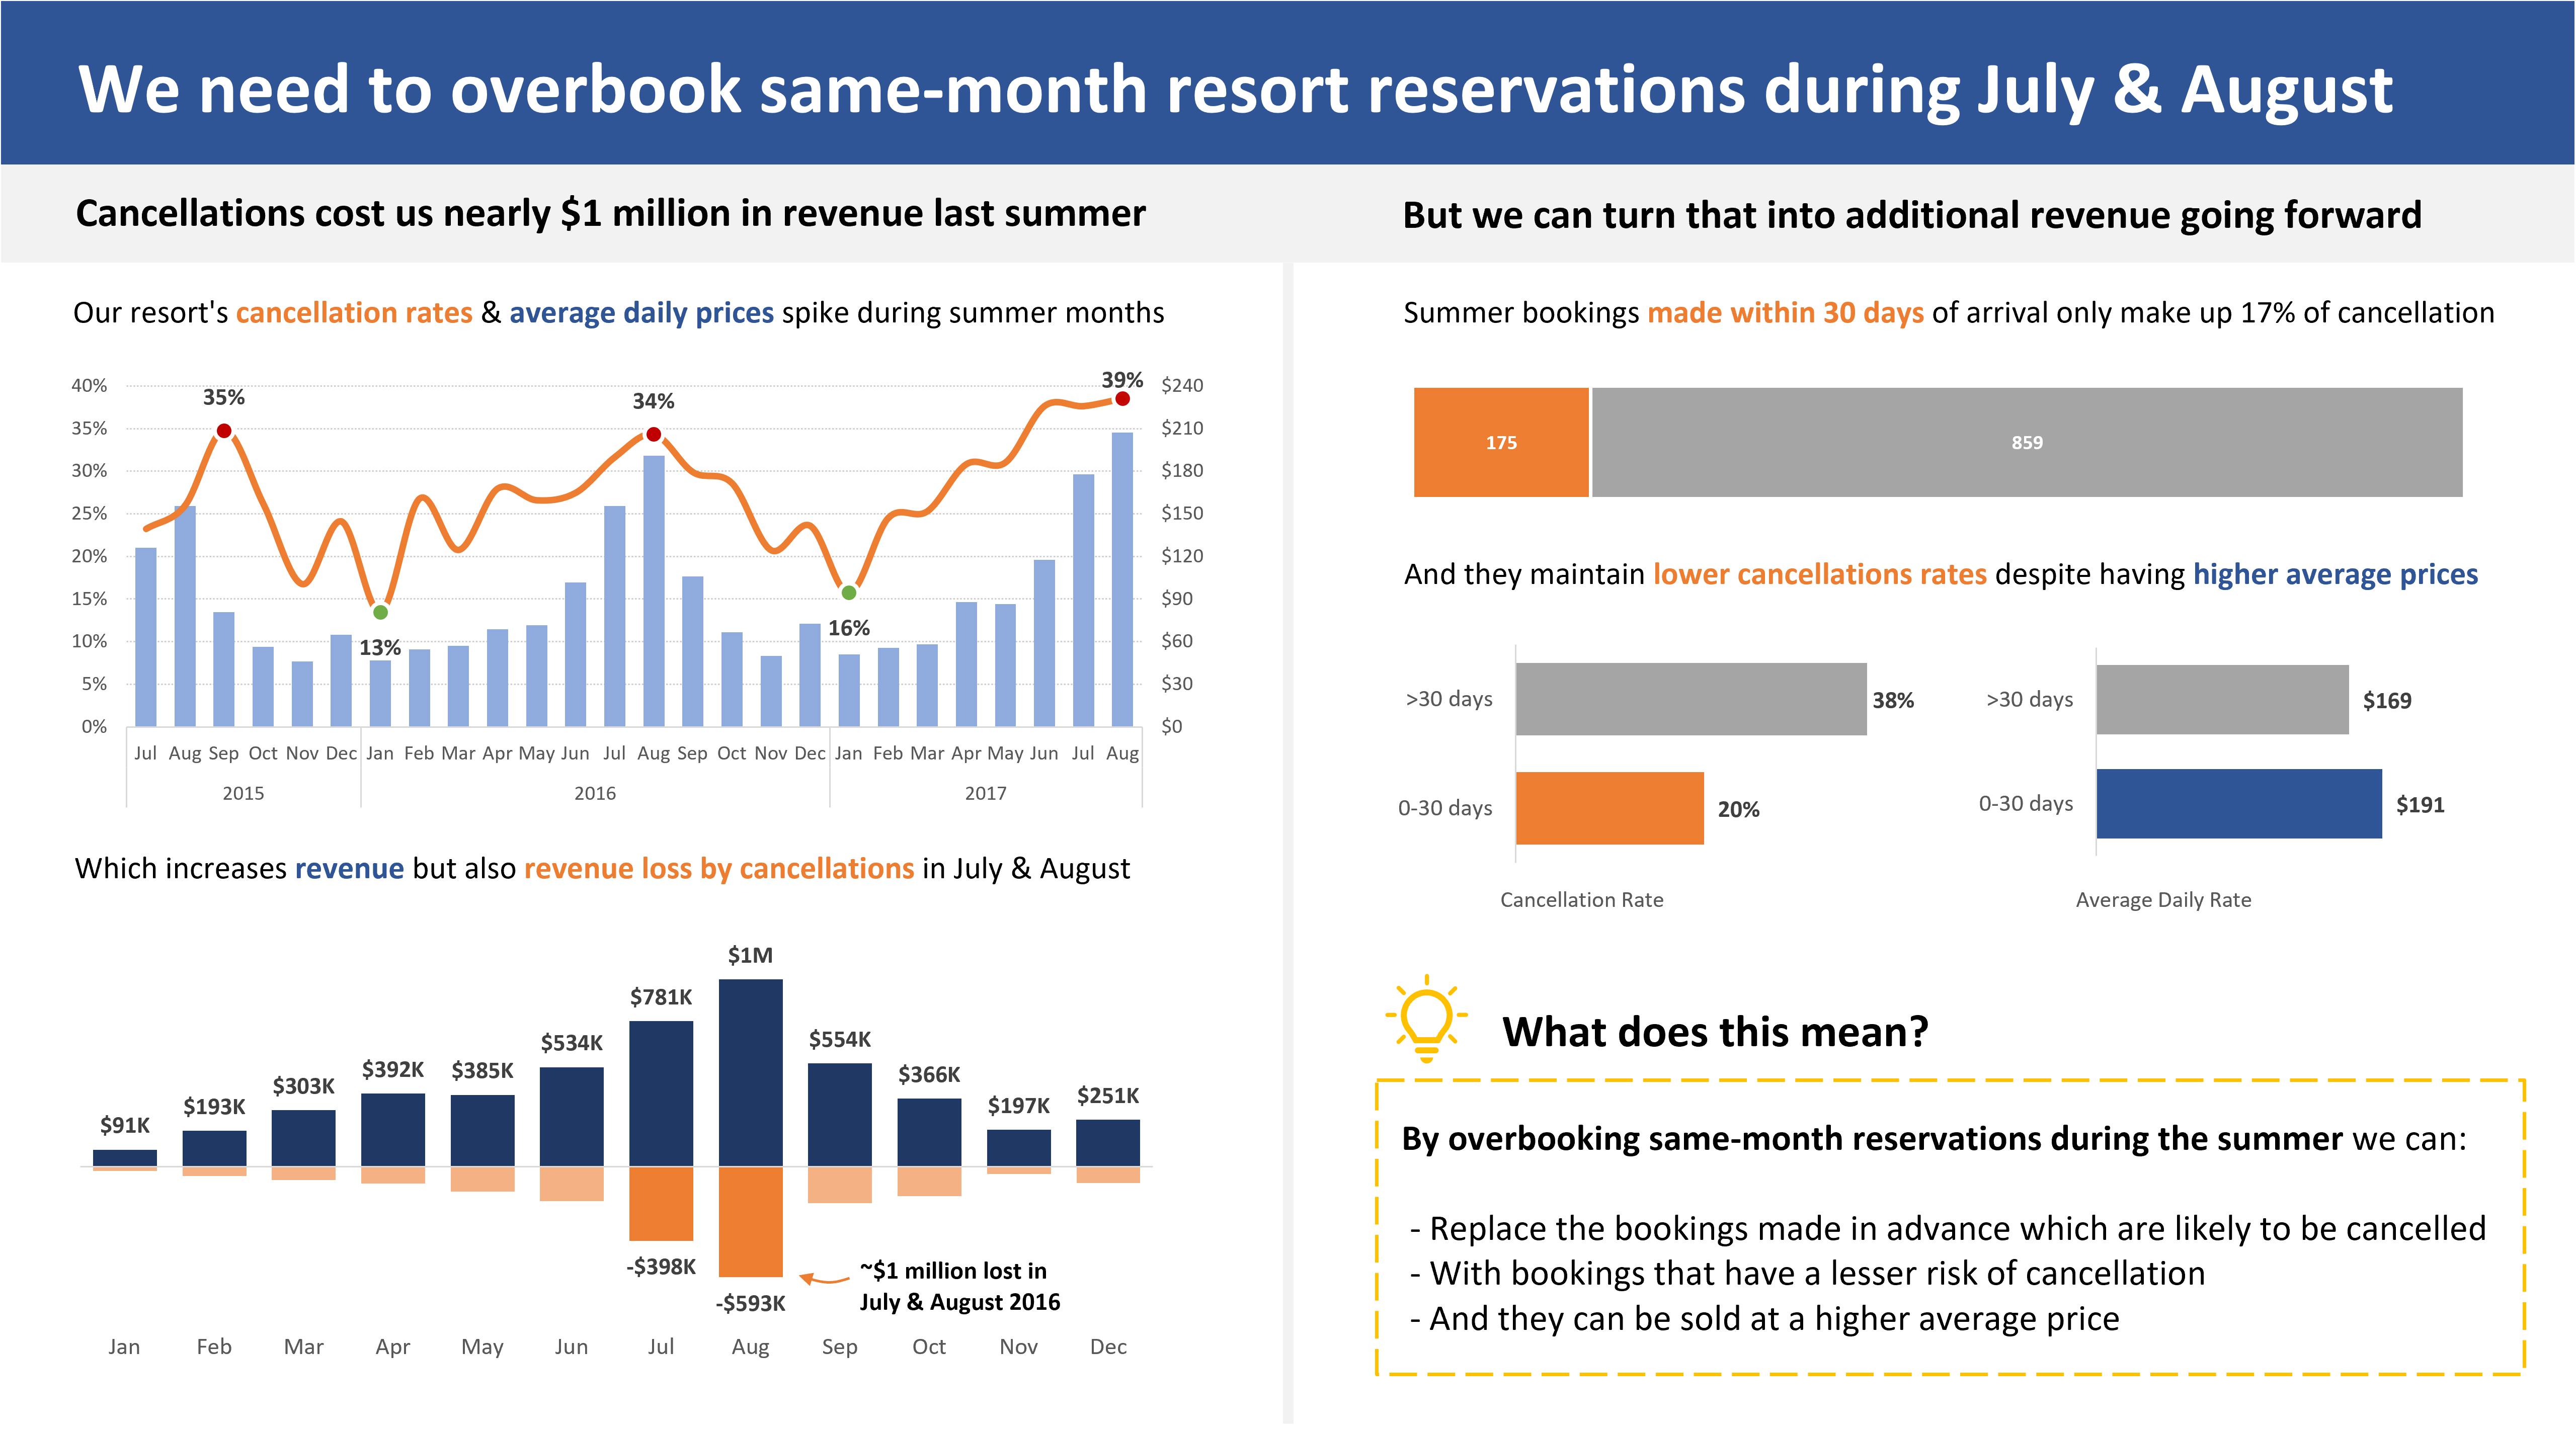 We need to overbook same-month resort reservations during July & August
Cancellations cost us nearly $1 million in revenue last summer
Our resort's cancellation rates & average daily prices spike during summer months
40%
35%
30%
25%
20%
15%
10%
5%
0%
35%
13%
34%
16%
39%
$240
$210
$180
$150
$120
$90
$60
$30
$0
Jul Aug Sep Oct Nov Dec Jan Feb Mar Apr May Jun Jul Aug Sep Oct Nov Dec Jan Feb Mar Apr May Jun Jul Aug
2015 2016 2017
Which increases revenue but also revenue loss by cancellations in July & August
$91K
$193K
$303K
$392K
$385K
$534K
$781K
$1M
$554K
$366K
$197K
$251K
-$398K
-$593K
~$1 million lost in
July & August 2016
Jan Feb Mar Apr May Jun Jul Aug Sep Oct Nov Dec
But we can turn that into additional revenue going forward
Summer bookings made within 30 days of arrival only make up 17% of cancellation
175 859
And they maintain lower cancellations rates despite having higher average prices
>30 days 38%
0-30 days 20%
Cancellation Rate
>30 days $169
0-30 days $191
Average Daily Rate
What does this mean?
By overbooking same-month reservations during the summer we can:
- Replace the bookings made in advance which are likely to be cancelled
- With bookings that have a lesser risk of cancellation
- And they can be sold at a higher average price